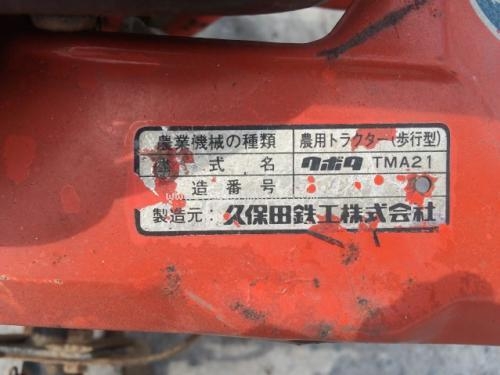 農業機械の種類 農用トラクター(歩行型)
式 名 クボタ TMA21
造番号
製造元: 久保田鉄工株式会社